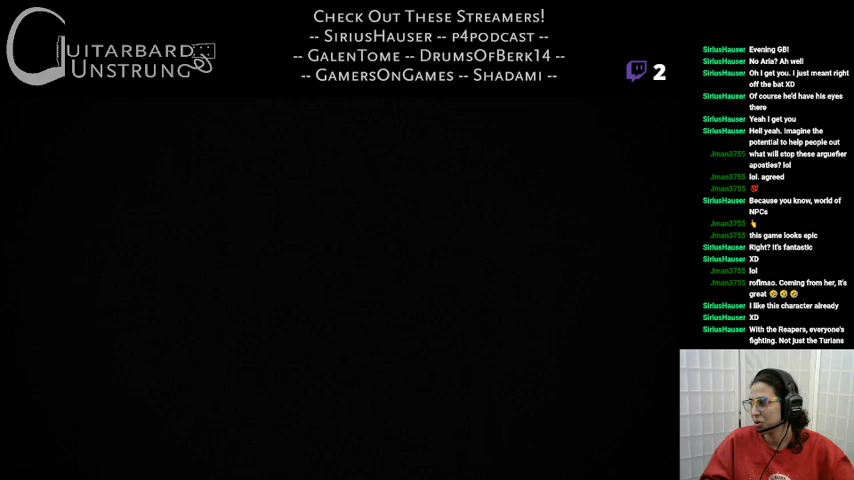 Guitarbard
Unstrung
Check Out These Streamers!
-- SiriusHauser -- p4podcast --
-- GalenTome -- DrumsOfBerk14 --
-- GamersOnGames -- Shadami --
2
SiriusHauser Evening GB!
SiriusHauser No Aria? Ah well
SiriusHauser Oh I get you. I just meant right
off the bat XD
SiriusHauser Of course he'd have his eyes
there
SiriusHauser Yeah I get you
SiriusHauser Hell yeah. Imagine the
potential to help people out
Jman3755 what will stop these arguefier
apostles? lol
Jman3755 lol. agreed
Jman3755 💯
SiriusHauser Because you know, world of
NPCs
Jman3755
Jman3755 this game looks epic
SiriusHauser Right? It's fantastic
SiriusHauser XD
Jman3755 lol
Jman3755 roflmao. Coming from her, it's
great 🤣🤣🤣
SiriusHauser I like this character already
SiriusHauser XD
SiriusHauser With the Reapers, everyone's
fighting. Not just the Turians